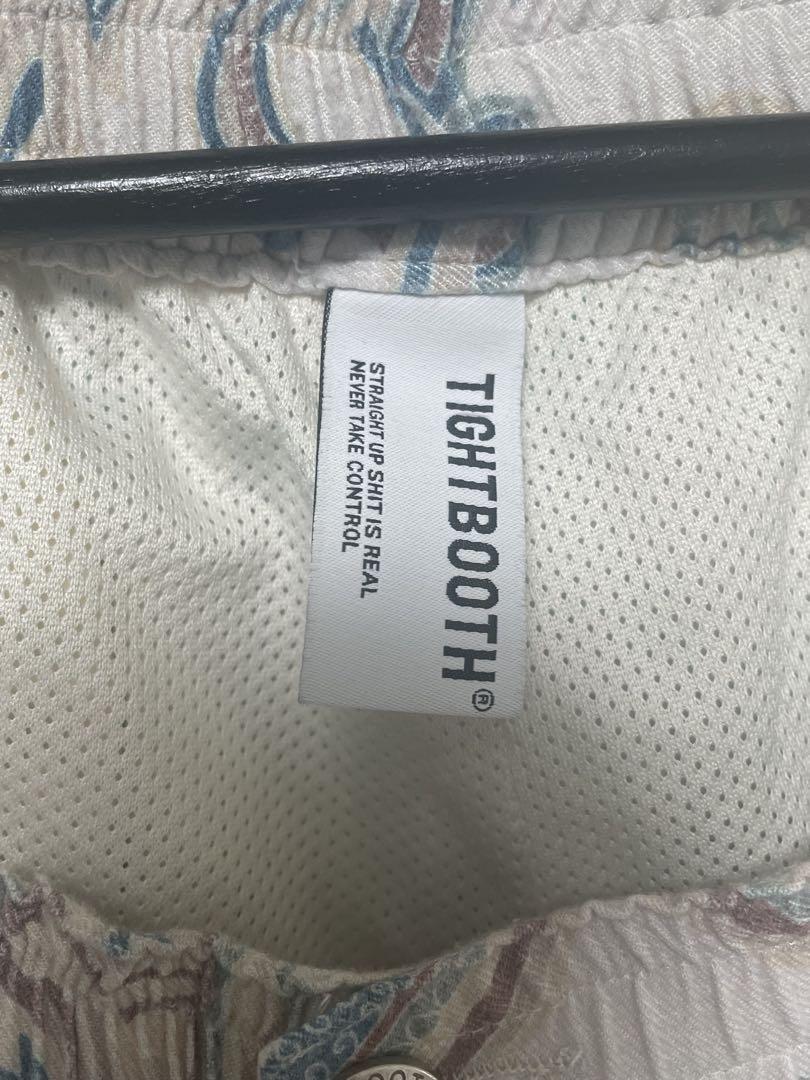 TIGHTBOOTH®
STRAIGHT UP SHIT IS REAL
NEVER TAKE CONTROL